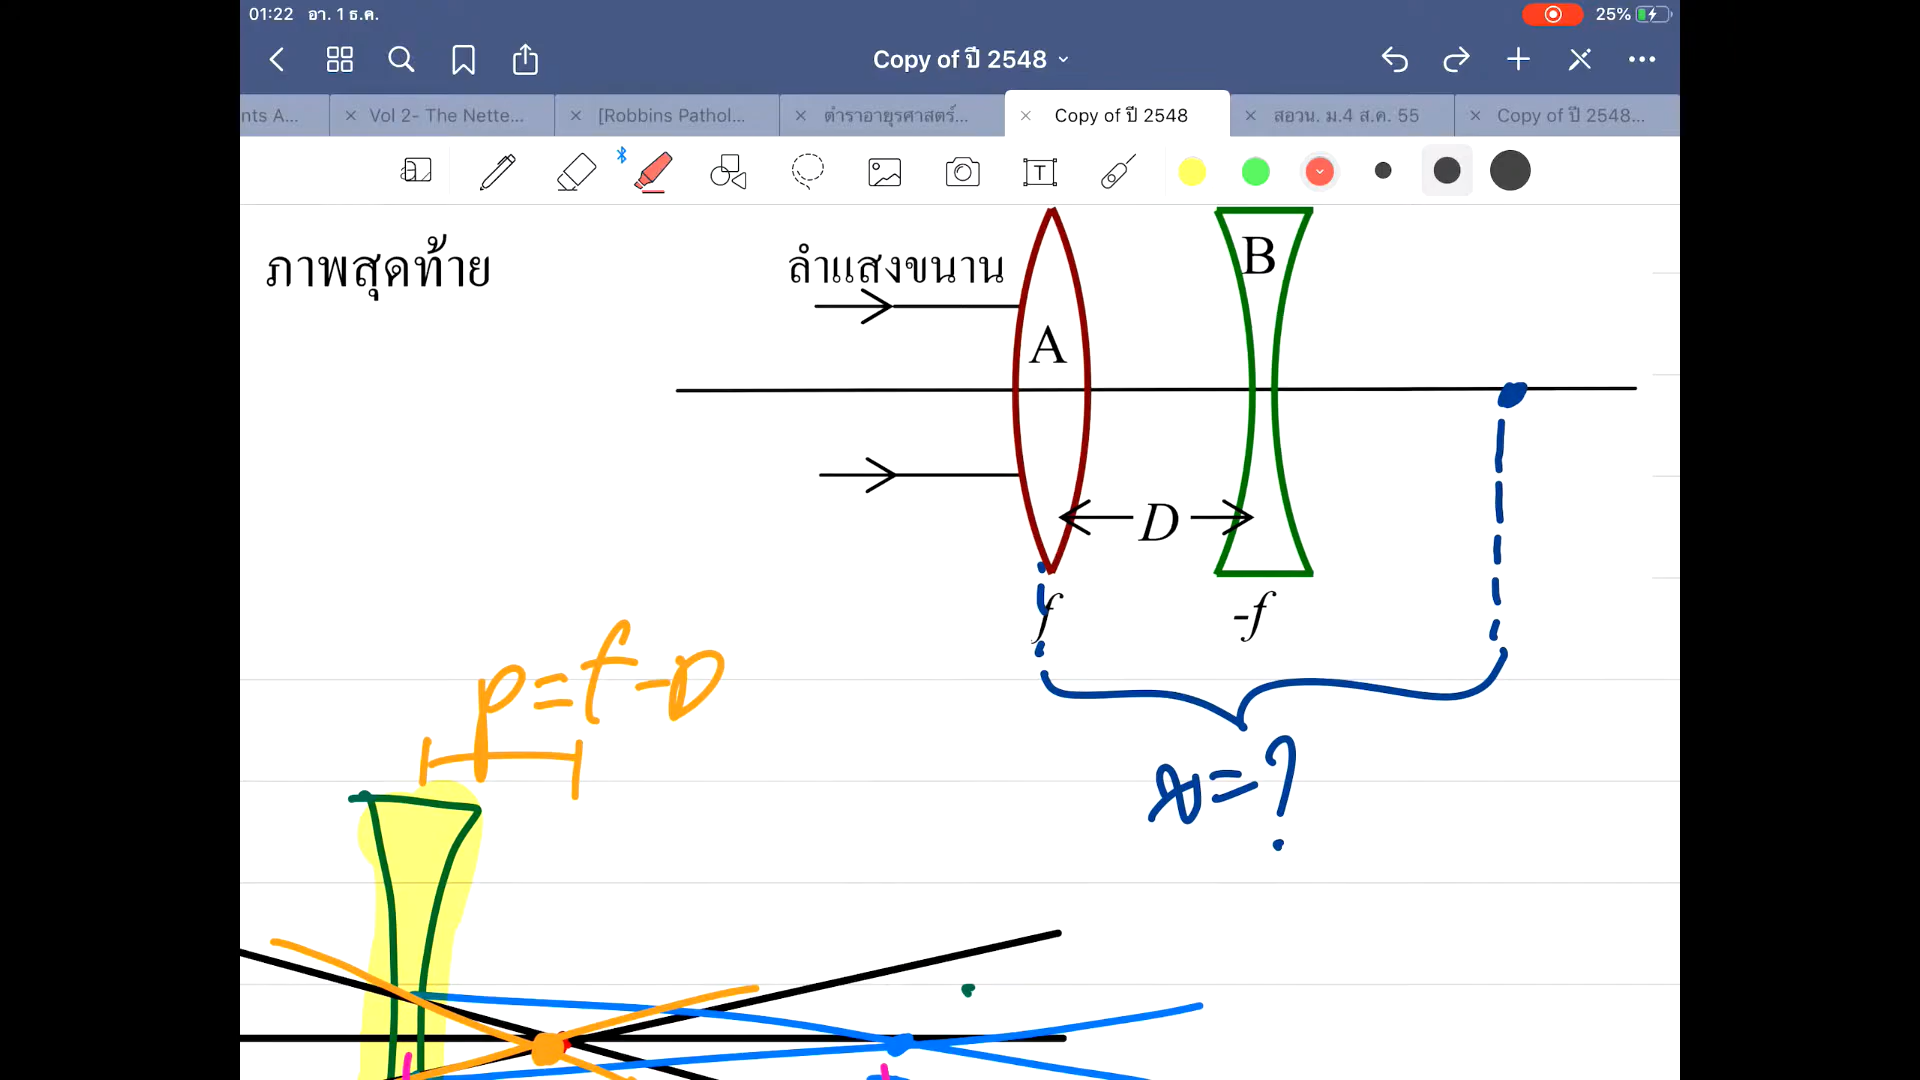 01:22 อา. 1 ธ.ค.
25%
Copy of ปี 2548
nts A...
Vol 2- The Nette...
[Robbins Pathol...
ตำราอายุรศาสตร์...
Copy of ปี 2548
สอวน. ม.4 ส.ค. 55
Copy of ปี 2548...
ภาพสุดท้าย
ลำแสงขนาน
B
A
D
f
-f
p=f-D
x=?